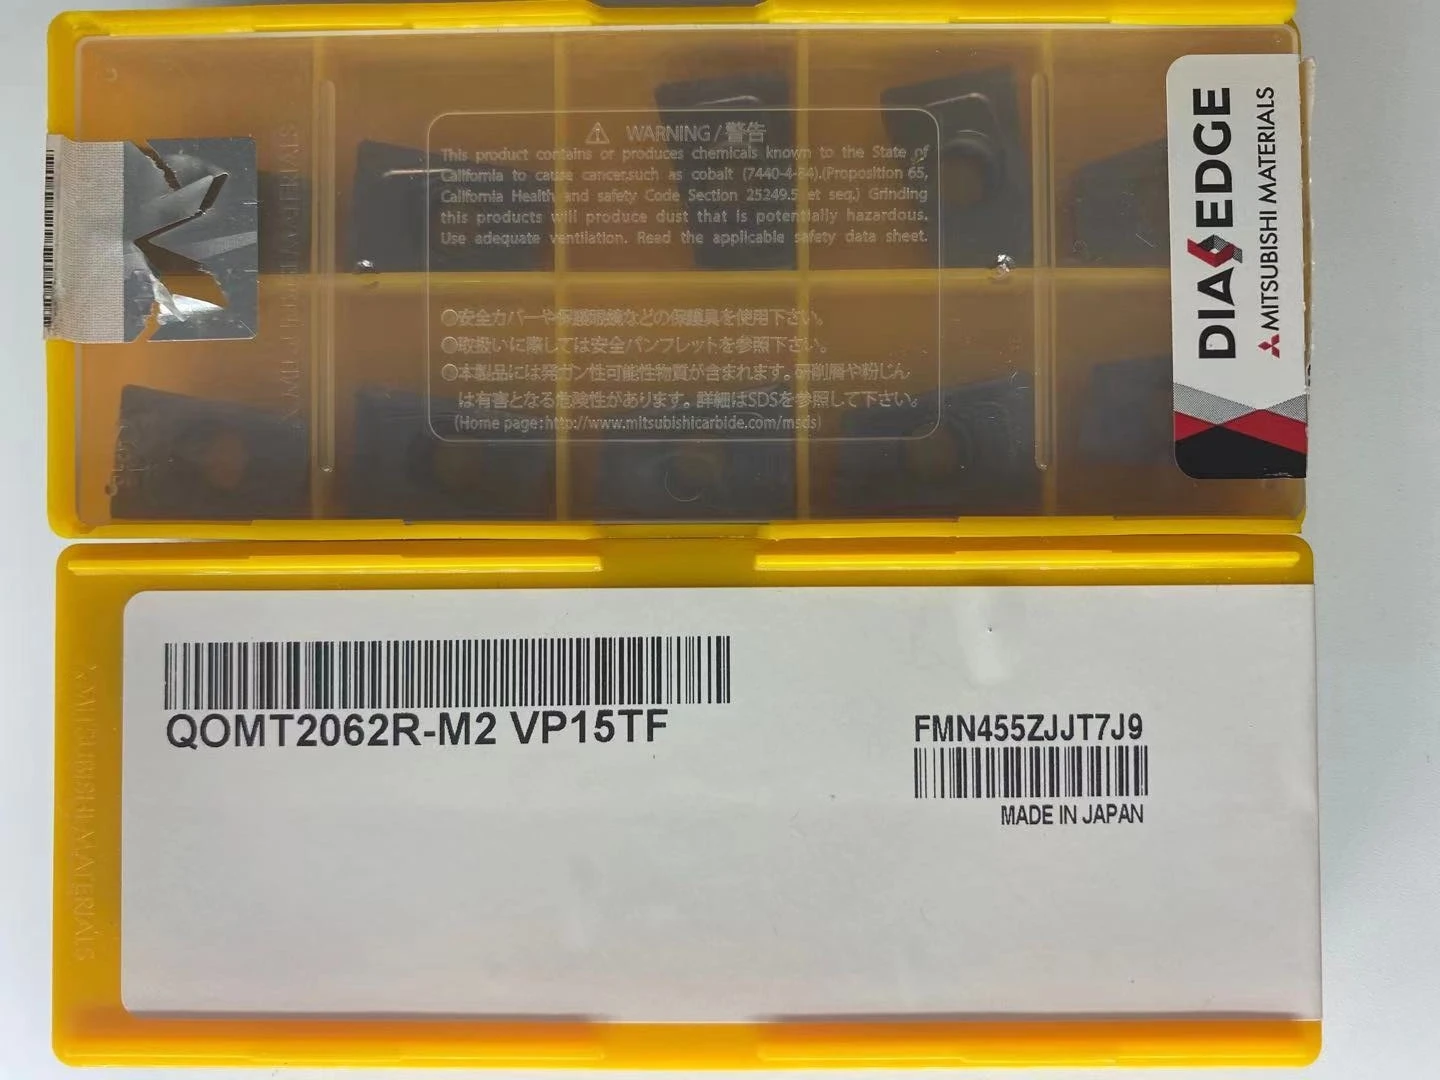 WARNING / 警告
This product contains or produces chemicals known to the State of
California to cause cancer,such as cobalt (7440-4-84).(Proposition 65,
California Health and safety Code Section 25249.5 et seq.) Grinding
this products will produce dust that is potentially hazardous.
Use adequate ventilation. Read the applicable safety data sheet.
●安全カバーや保護眼鏡などの保護具を使用下さい。
●取扱いに際しては安全パンフレットを参照下さい。
●本製品には発ガン性可能性物質が含まれます。研削屑や粉じん
は有害となる危険性があります。詳細はSDSを参照して下さい。
(Home page:http://www.mitsubishicarbide.com/msds)
DIAEDGE
MITSUBISHI MATERIALS
MITSUBISHI MATERIALS
QOMT2062R-M2 VP15TF
FMN455ZJJT7J9
MADE IN JAPAN